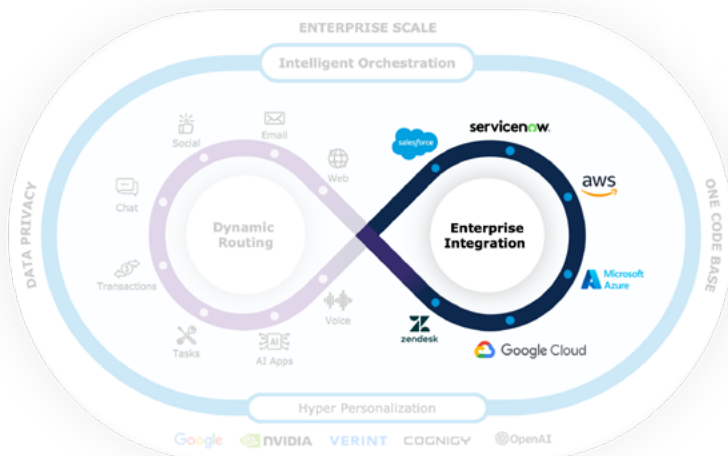 ENTERPRISE SCALE
Intelligent Orchestration
DATA PRIVACY
ONE CODE BASE
Social
Email
Web
Chat
Transactions
Tasks
AI
AI Apps
Voice
Dynamic
Routing
salesforce
servicenow.
aws
Microsoft
Azure
Google Cloud
zendesk
Enterprise
Integration
Hyper Personalization
Google
NVIDIA
VERINT
COGNIGY
OpenAI